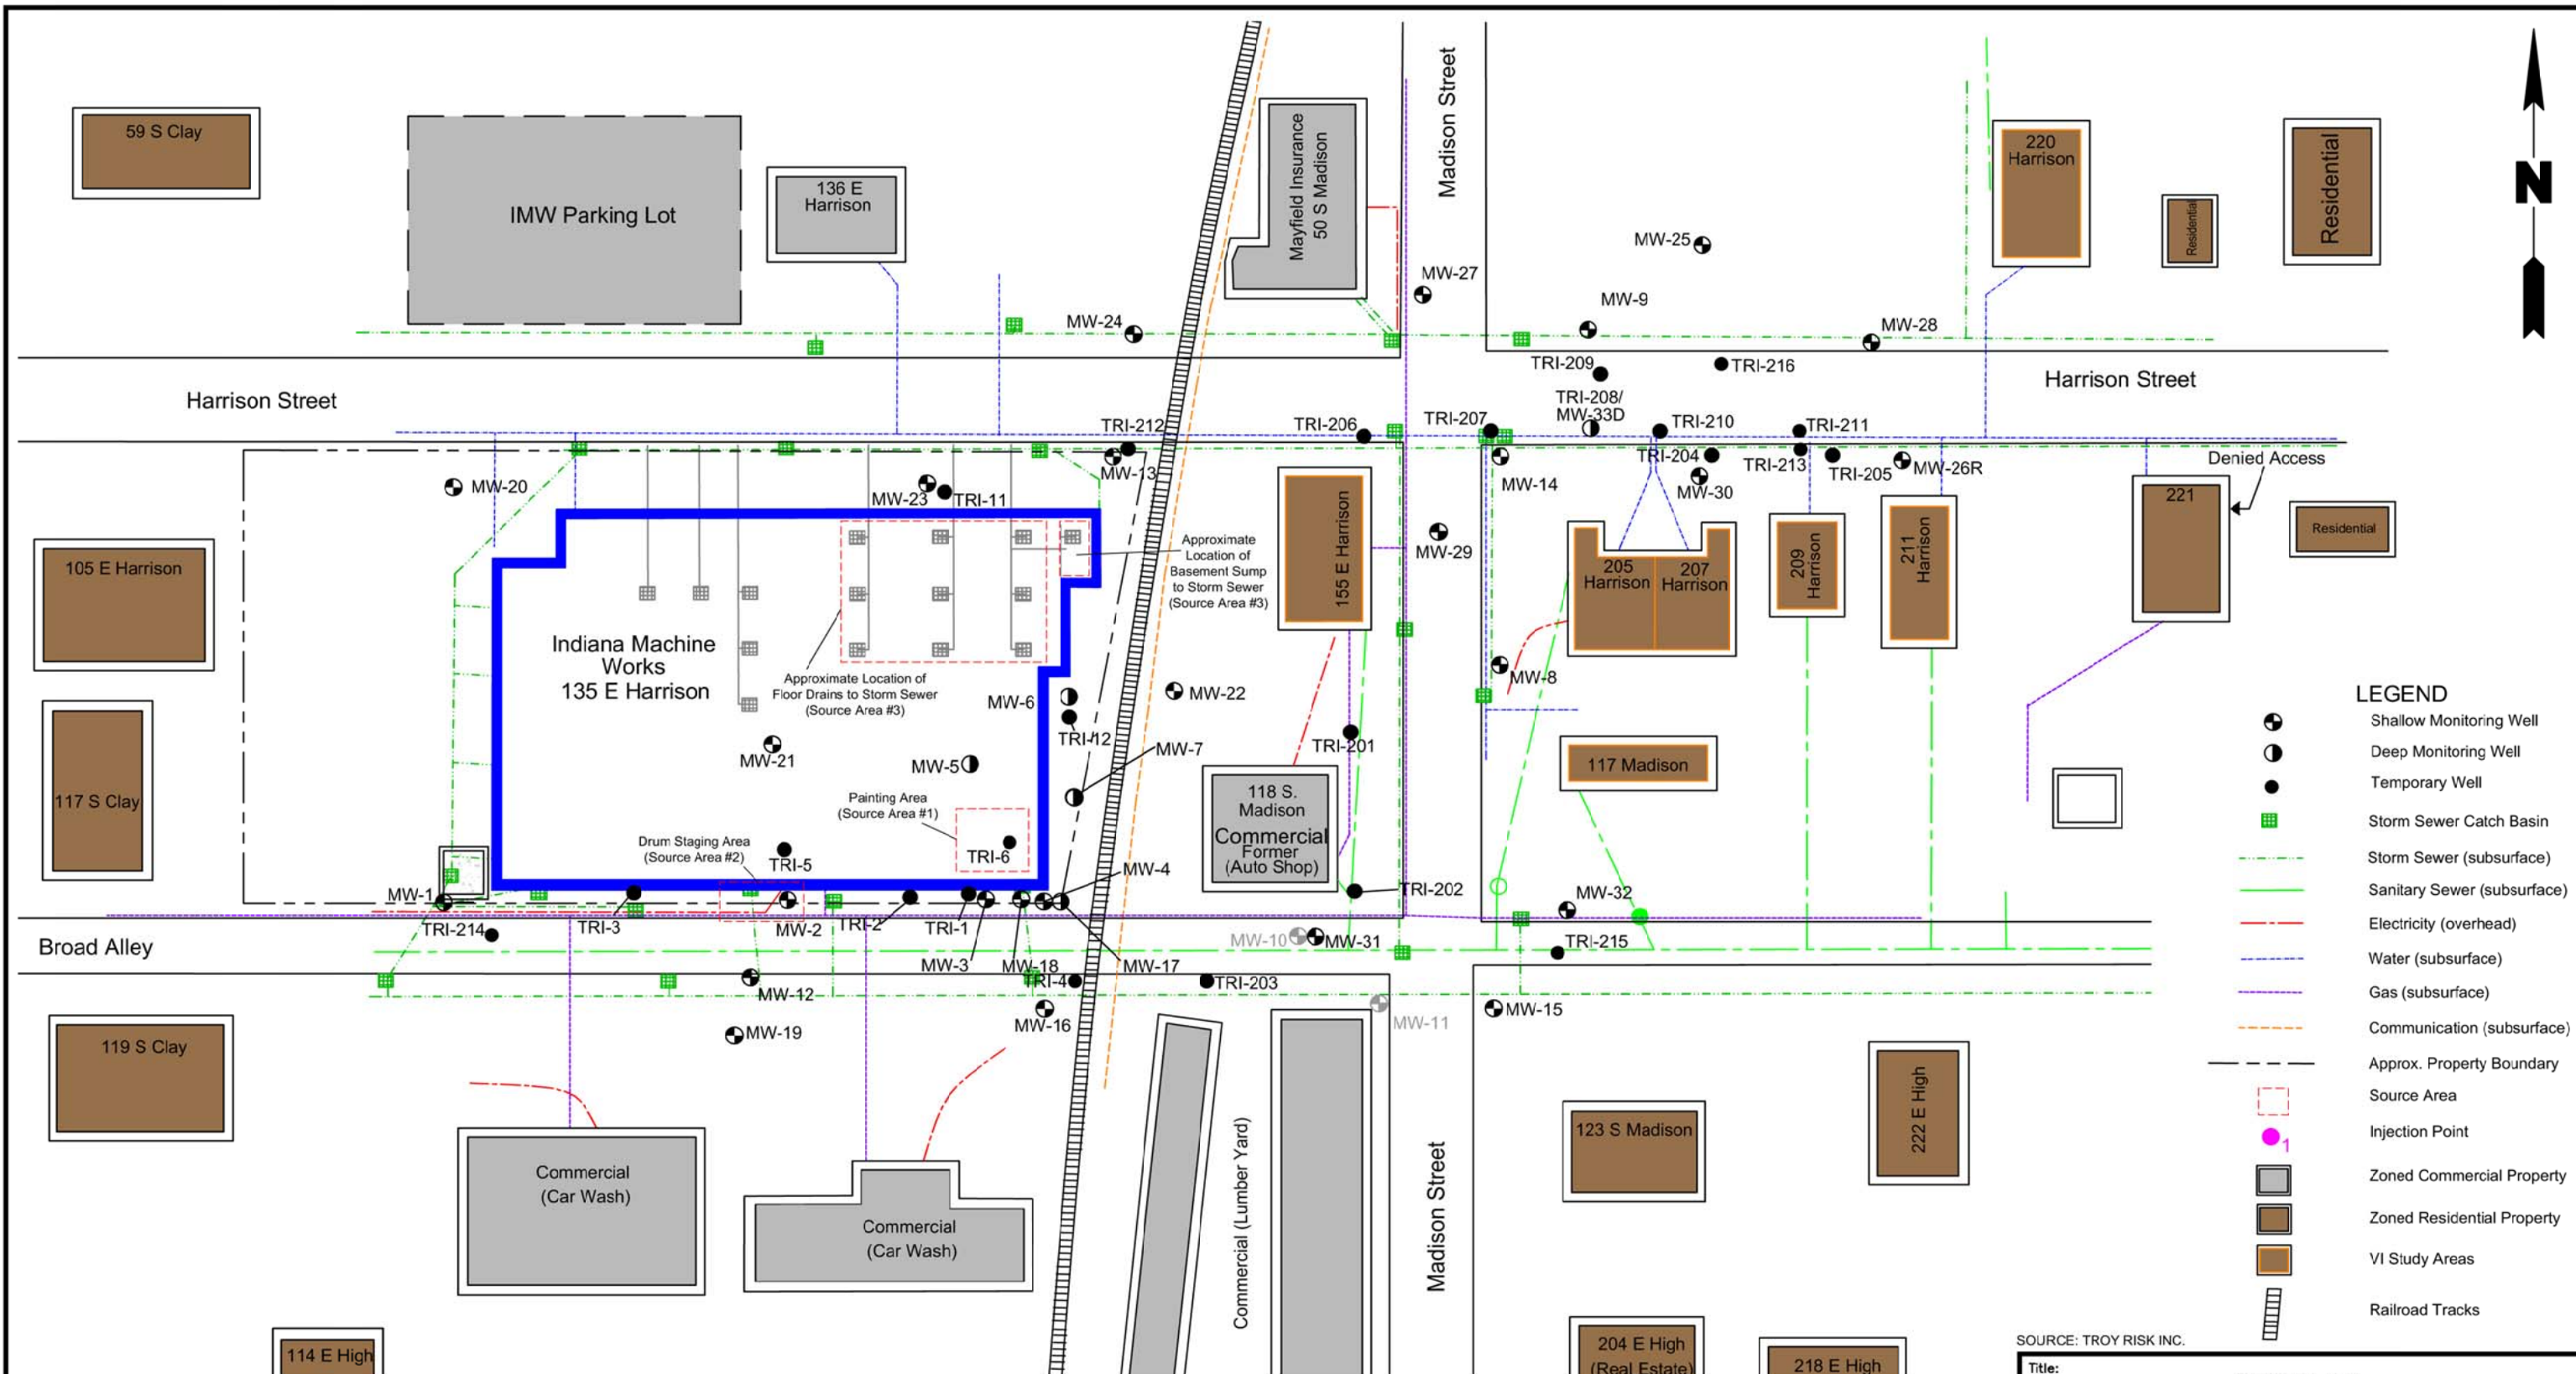 59 S Clay
IMW Parking Lot
136 E
Harrison
Mayfield Insurance
50 S Madison
Madison Street
220
Harrison
Residential
Residential
N
MW-25
MW-27
MW-9
MW-24
MW-28
TRI-209
TRI-216
Harrison Street
Harrison Street
TRI-208/
MW-33D
TRI-212
TRI-206
TRI-207
TRI-210
TRI-211
MW-13
TRI-204
TRI-213
TRI-205
MW-26R
Denied Access
MW-20
MW-23
TRI-11
MW-14
MW-30
221
Residential
155 E Harrison
MW-29
Approximate
Location of
Basement Sump
to Storm Sewer
(Source Area #3)
105 E Harrison
205
Harrison
207
Harrison
209
Harrison
211
Harrison
Indiana Machine
Works
135 E Harrison
Approximate Location of
Floor Drains to Storm Sewer
(Source Area #3)
MW-6
MW-22
MW-8
TRI-12
TRI-201
MW-21
MW-5
MW-7
117 Madison
117 S Clay
Painting Area
(Source Area #1)
118 S.
Madison
Commercial
Former
(Auto Shop)
Drum Staging Area
(Source Area #2)
TRI-5
TRI-6
MW-4
MW-1
TRI-202
MW-32
TRI-214
TRI-3
MW-2
TRI-2
TRI-1
MW-10
MW-31
TRI-215
Broad Alley
MW-3
MW-18
MW-17
TRI-4
TRI-203
MW-12
MW-16
MW-11
MW-15
MW-19
119 S Clay
Commercial
(Car Wash)
Commercial
(Car Wash)
Commercial (Lumber Yard)
Madison Street
123 S Madison
222 E High
114 E High
204 E High
(Real Estate)
218 E High
LEGEND
Shallow Monitoring Well
Deep Monitoring Well
Temporary Well
Storm Sewer Catch Basin
Storm Sewer (subsurface)
Sanitary Sewer (subsurface)
Electricity (overhead)
Water (subsurface)
Gas (subsurface)
Communication (subsurface)
Approx. Property Boundary
Source Area
1
Injection Point
Zoned Commercial Property
Zoned Residential Property
VI Study Areas
Railroad Tracks
SOURCE: TROY RISK INC.
Title: